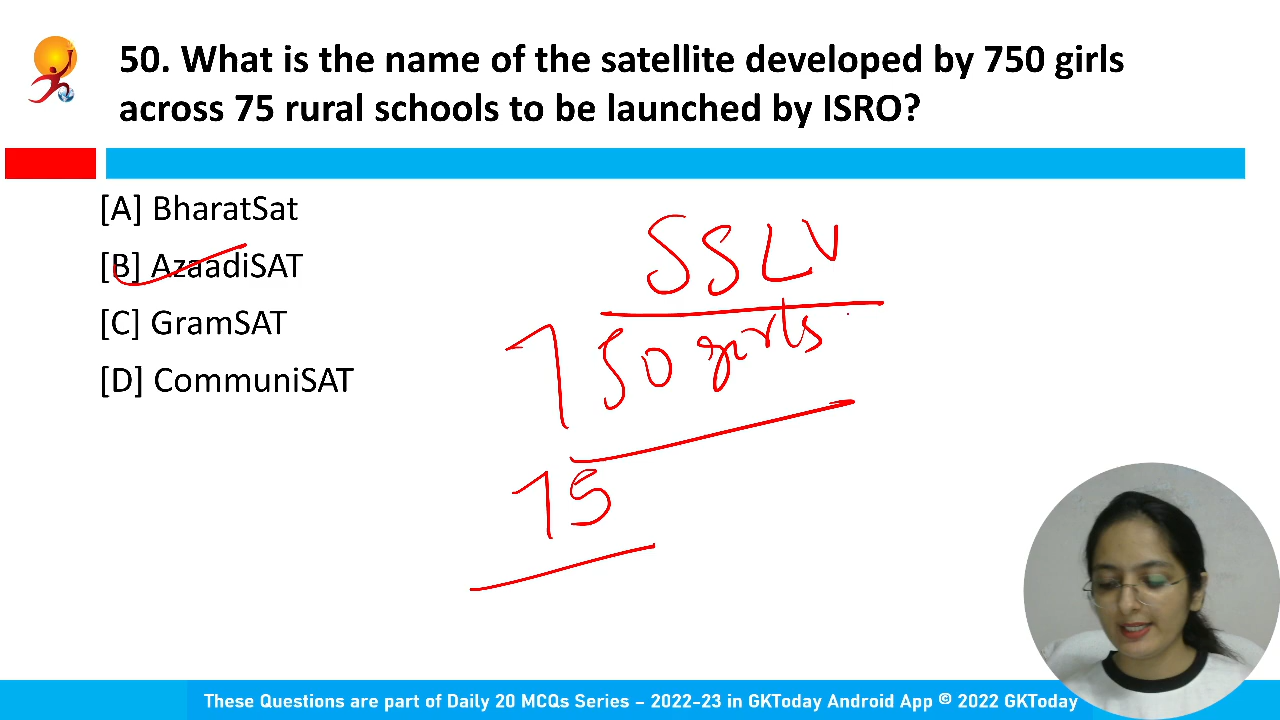 50. What is the name of the satellite developed by 750 girls
across 75 rural schools to be launched by ISRO?
[A] BharatSat
[B] AzaadiSAT
[C] GramSAT
[D] CommuniSAT
SSLV
750 girls
75
These Questions are part of Daily 20 MCQs Series – 2022-23 in GKToday Android App © 2022 GKToday